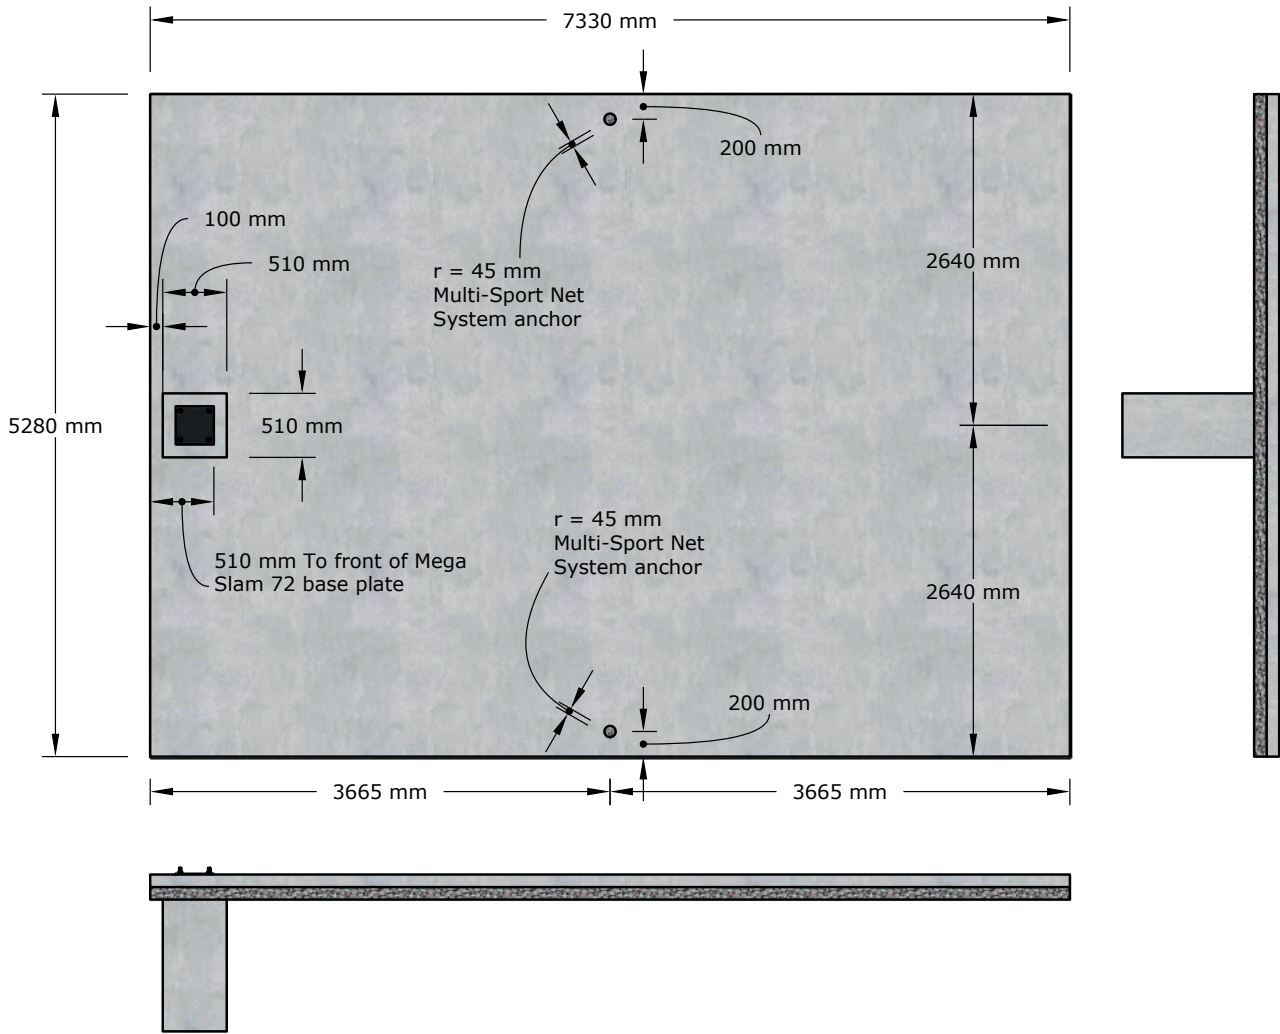 7330 mm
200 mm
100 mm
510 mm
r = 45 mm
Multi-Sport Net
System anchor
2640 mm
5280 mm
510 mm
510 mm To front of Mega
Slam 72 base plate
r = 45 mm
Multi-Sport Net
System anchor
2640 mm
200 mm
3665 mm
3665 mm